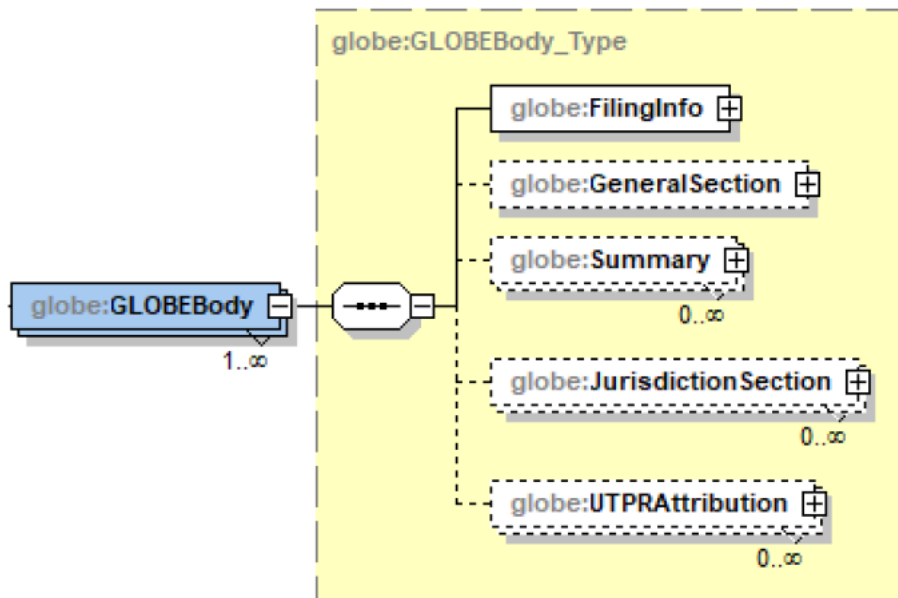 globe:GLOBEBody_Type
globe:FilingInfo
globe:GeneralSection
globe:Summary
0..∞
globe:GLOBEBody
1..∞
globe:JurisdictionSection
0..∞
globe:UTPRAttribution
0..∞